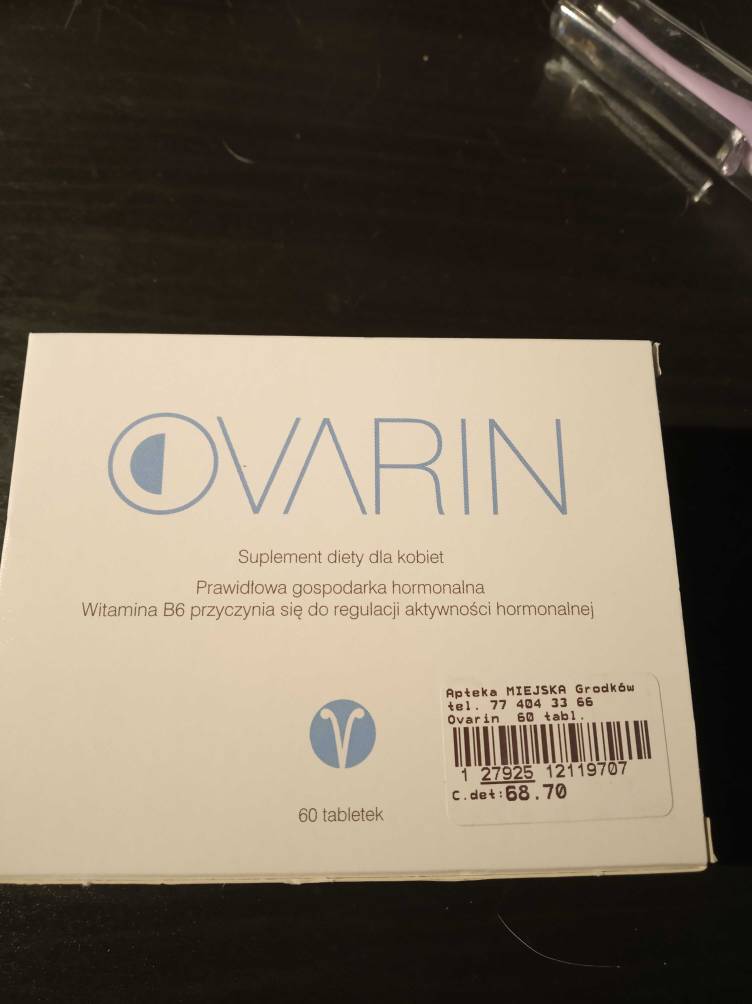 OVARIN
Suplement diety dla kobiet
Prawidłowa gospodarka hormonalna
Witamina B6 przyczynia się do regulacji aktywności hormonalnej
60 tabletek
Apteka MIEJSKA Grodków
tel. 77 404 33 66
Ovarin 60 tabl.
1 27925 12119707
C.det:68.70